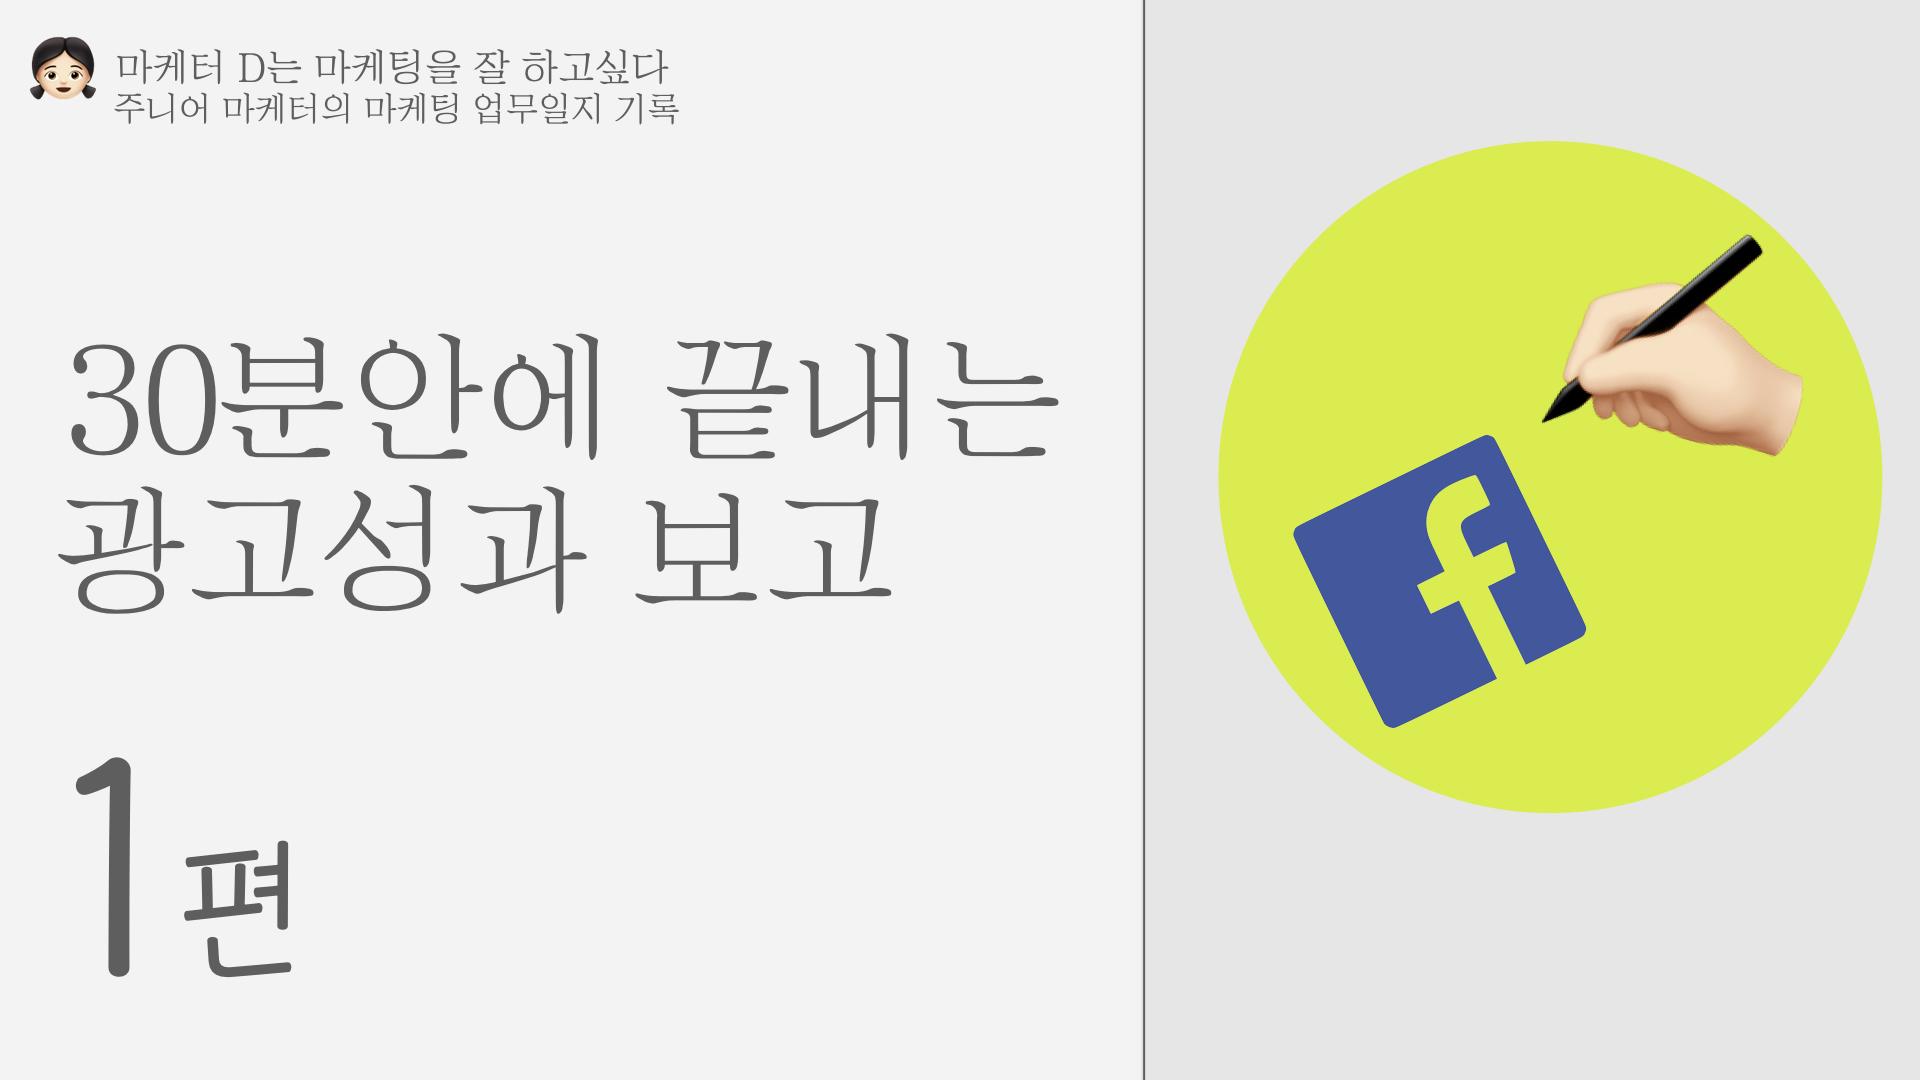 마케터 D는 마케팅을 잘 하고싶다
주니어 마케터의 마케팅 업무일지 기록
30분안에 끝내는
광고성과 보고
1편
f